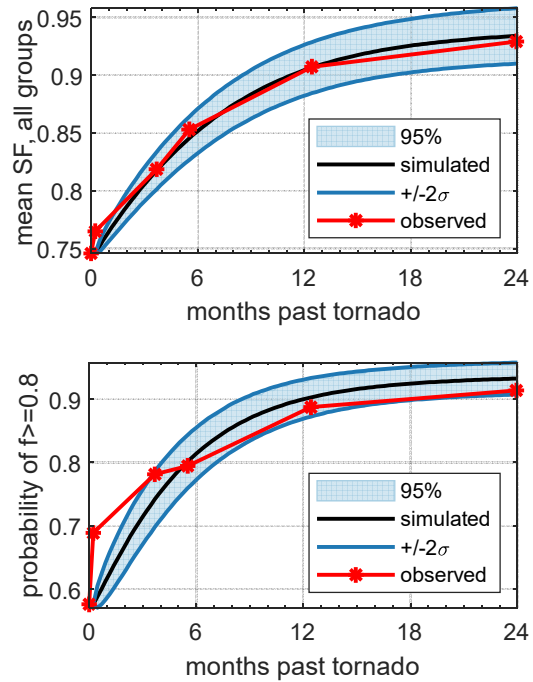 0.95
0.9
0.85
0.8
0.75
mean SF, all groups
95%
simulated
+/-2σ
observed
0 6 12 18 24
months past tornado
0.9
0.8
0.7
0.6
probability of f>=0.8
95%
simulated
+/-2σ
observed
0 6 12 18 24
months past tornado